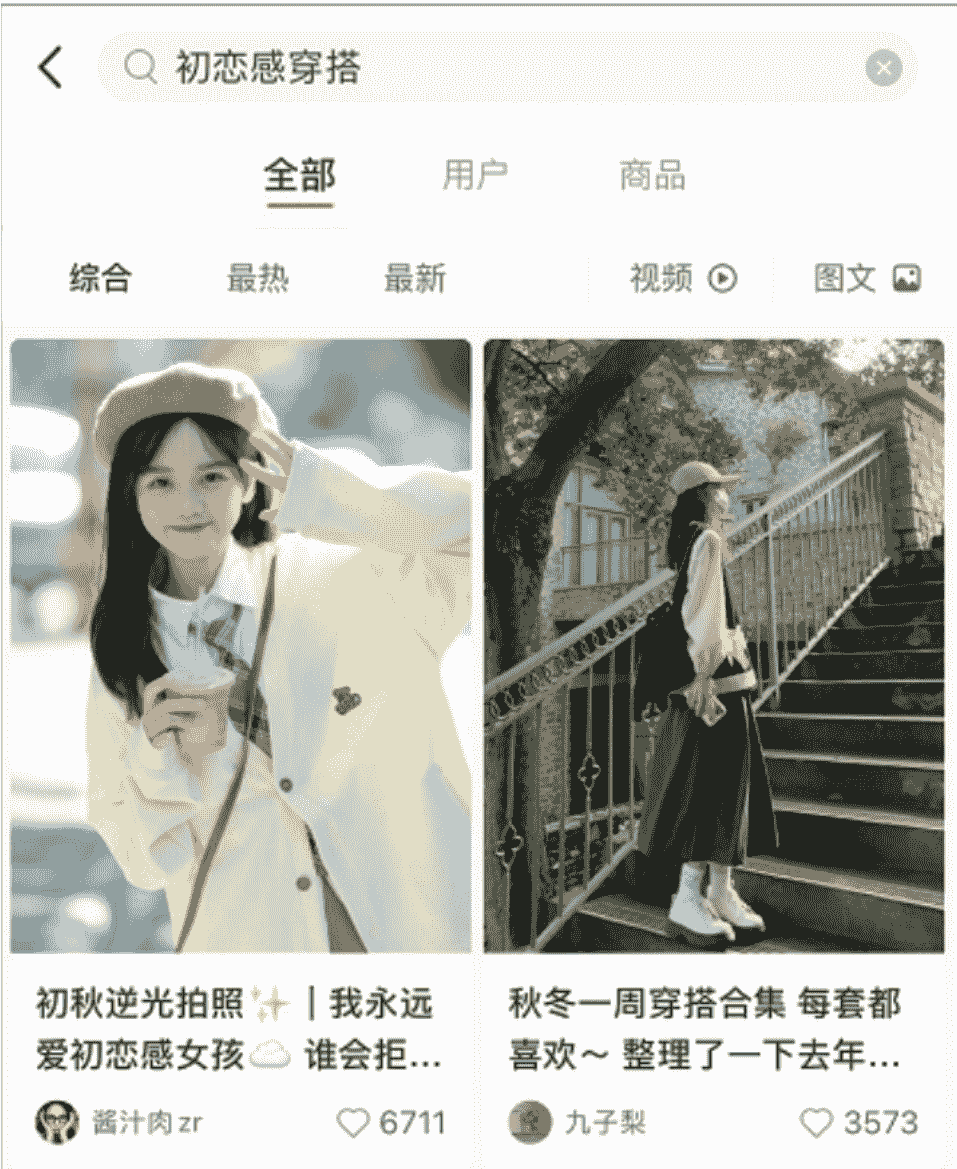 初恋感穿搭
全部 用户 商品
综合 最热 最新 视频 图文
初秋逆光拍照✨｜我永远
爱初恋感女孩☁️ 谁会拒...
酱汁肉zr 6711
秋冬一周穿搭合集 每套都
喜欢～ 整理了一下去年...
九子梨 3573